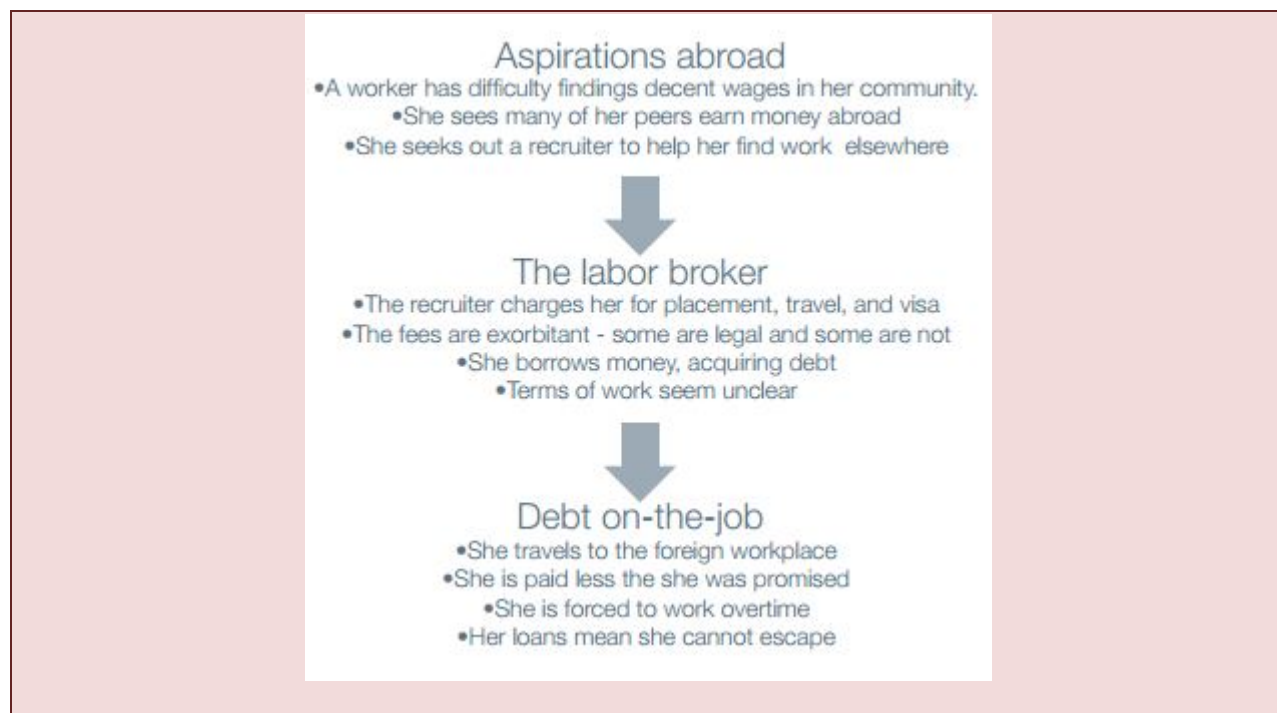 Aspirations abroad
•A worker has difficulty findings decent wages in her community.
•She sees many of her peers earn money abroad
•She seeks out a recruiter to help her find work elsewhere
The labor broker
•The recruiter charges her for placement, travel, and visa
•The fees are exorbitant - some are legal and some are not
•She borrows money, acquiring debt
•Terms of work seem unclear
Debt on-the-job
•She travels to the foreign workplace
•She is paid less the she was promised
•She is forced to work overtime
•Her loans mean she cannot escape